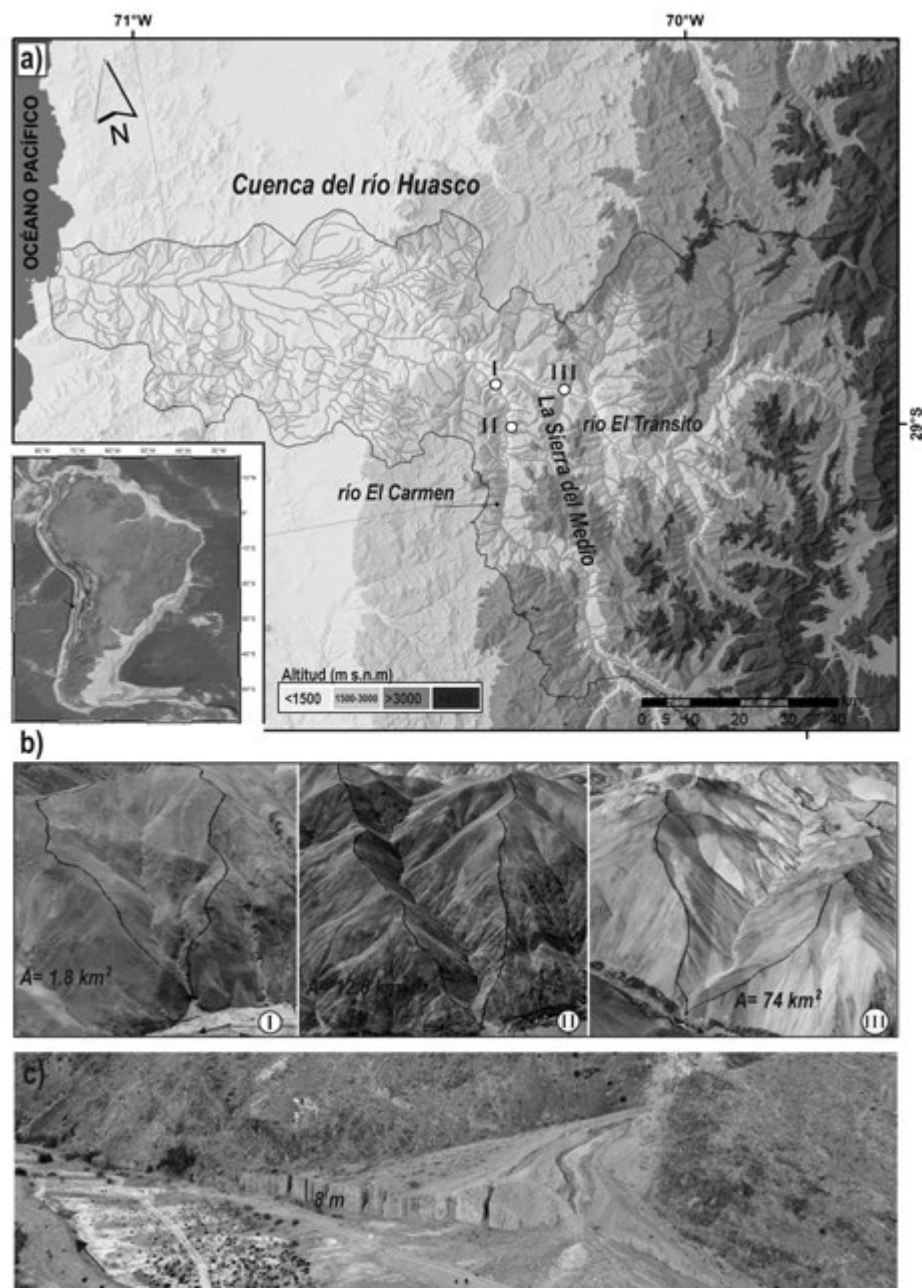 71°W
70°W
a)
N
OCÉANO PACÍFICO
Cuenca del río Huasco
I
III
II
La Sierra del Medio
río El Tránsito
29°S
río El Carmen
Altitud (m s.n.m)
<1500 1500-3000 >3000
0 5 10 20 30 40
km
b)
A= 1.8 km²
I
II
A= 74 km²
III
c)
8 m